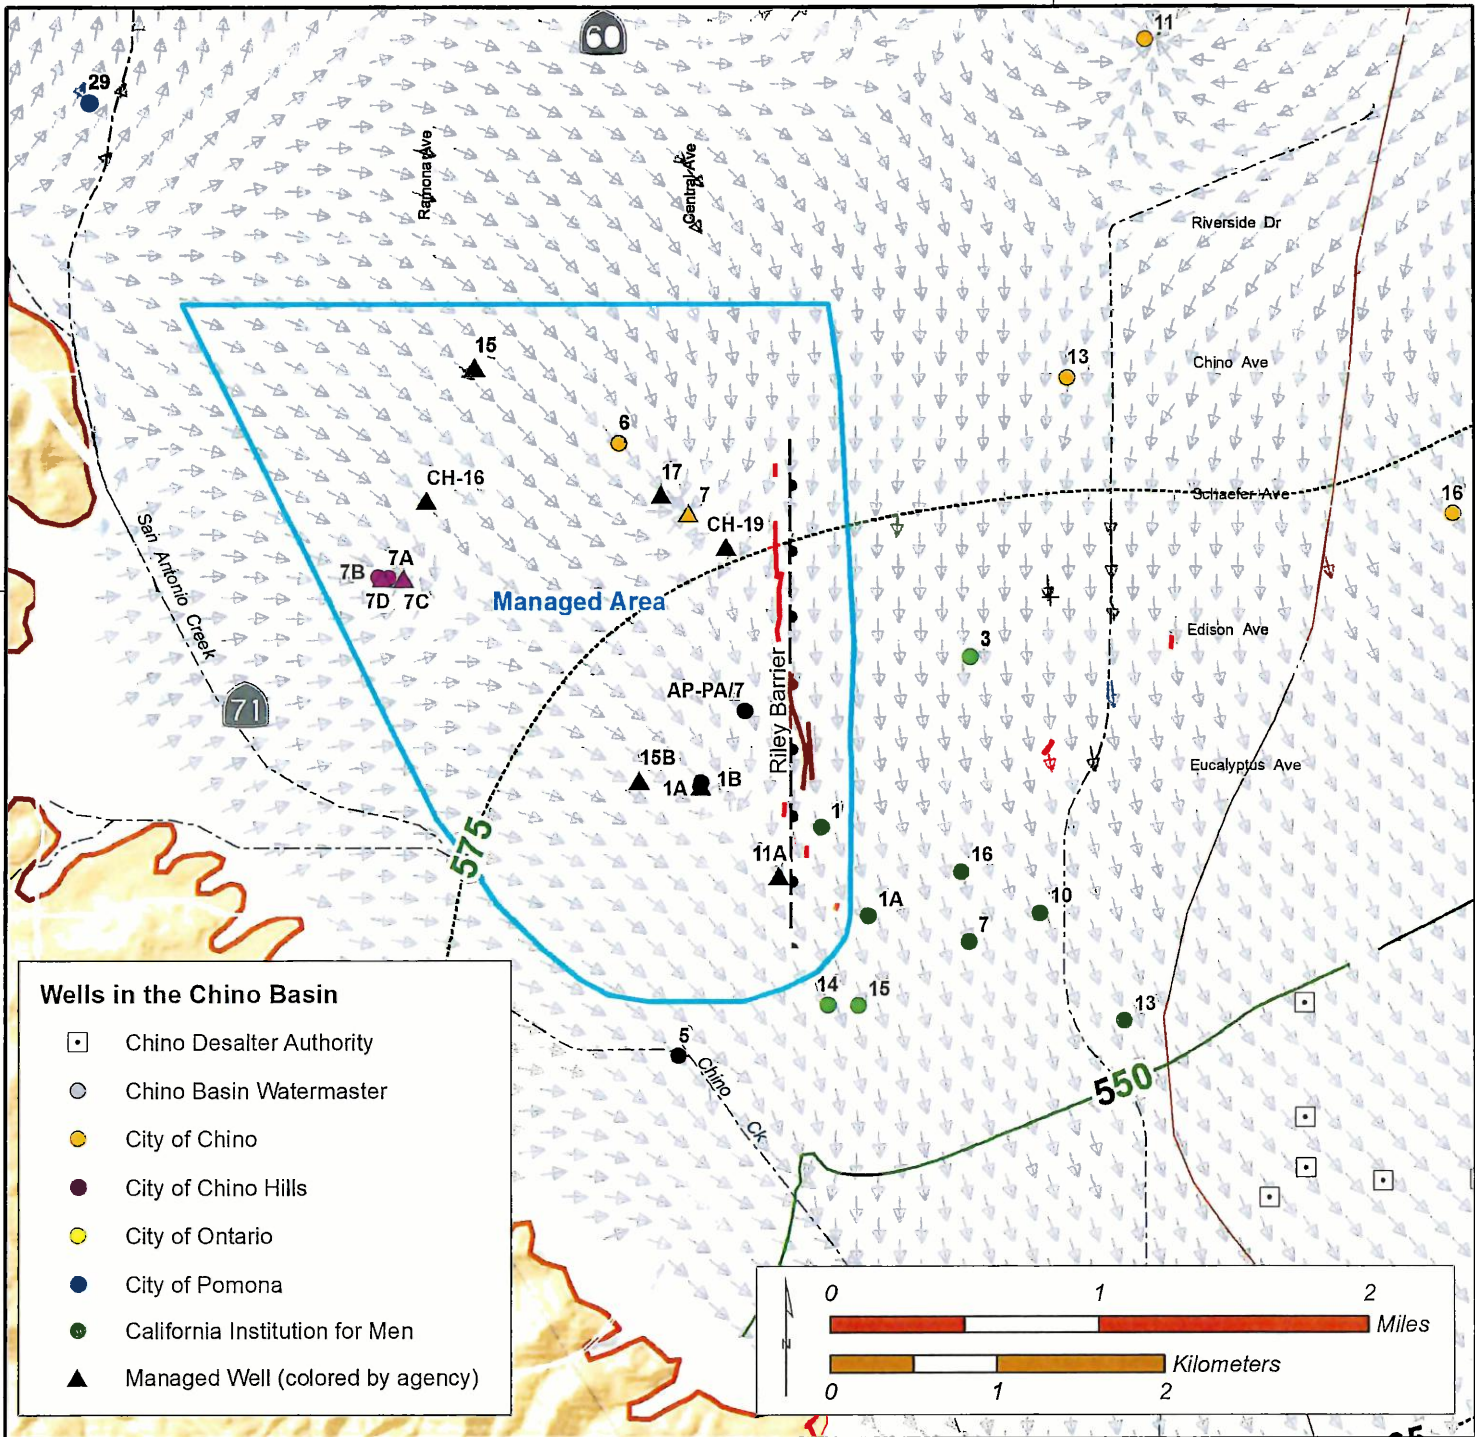 60
11
29
Ramona Ave
Central Ave
Riverside Dr
15
13
Chino Ave
6
CH-16
17
7
Schaefer Ave
16
CH-19
San Antonio Creek
7B
7A
7D
7C
Managed Area
Edison Ave
3
71
AP-PA/7
Riley Barrier
15B
1A
1B
Eucalyptus Ave
575
1
11A
16
1A
10
7
14
15
13
5
Chino
Ck
550
Wells in the Chino Basin
Chino Desalter Authority
Chino Basin Watermaster
City of Chino
City of Chino Hills
City of Ontario
City of Pomona
California Institution for Men
Managed Well (colored by agency)
N
0 1 2
Miles
Kilometers
0 1 2